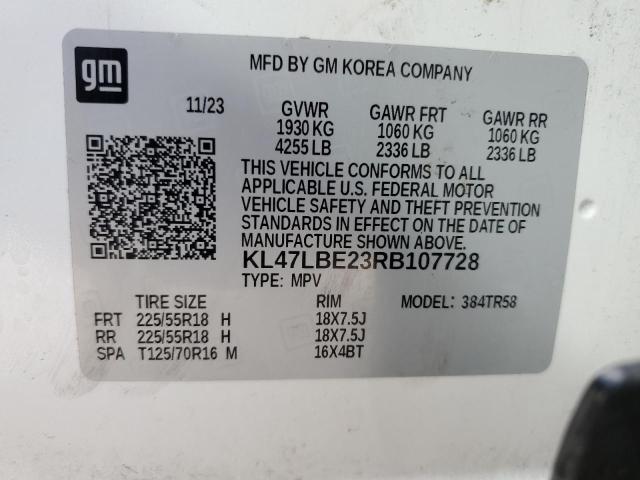 gm
MFD BY GM KOREA COMPANY
11/23 GVWR GAWR FRT GAWR RR
1930 KG 1060 KG 1060 KG
4255 LB 2336 LB 2336 LB
THIS VEHICLE CONFORMS TO ALL
APPLICABLE U.S. FEDERAL MOTOR
VEHICLE SAFETY AND THEFT PREVENTION
STANDARDS IN EFFECT ON THE DATE OF
MANUFACTURE SHOWN ABOVE.
KL47LBE23RB107728
TYPE: MPV
TIRE SIZE RIM MODEL: 384TR58
FRT 225/55R18 H 18X7.5J
RR 225/55R18 H 18X7.5J
SPA T125/70R16 M 16X4BT